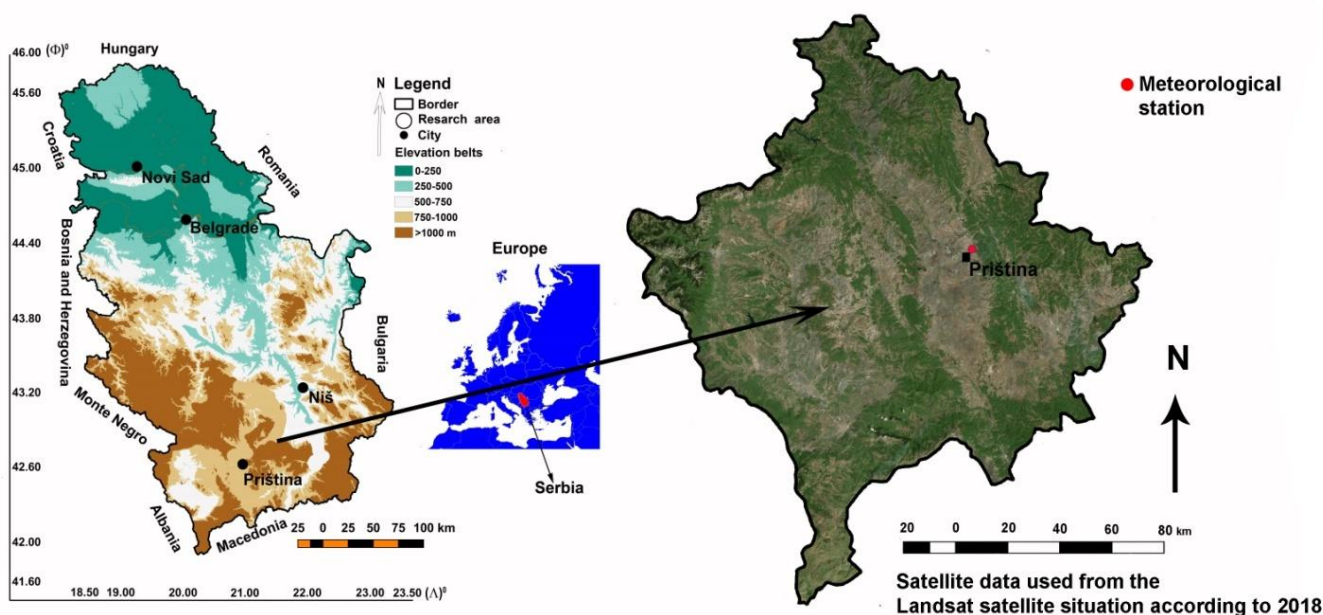 Hungary
46.00 (Φ)⁰
45.60
45.00
44.40
43.80
43.20
42.60
42.00
41.60
18.50 19.00 20.00 21.00 22.00 23.00 23.50 (Λ)⁰
Croatia
Romania
Bosnia and Herzegovina
Bulgaria
Monte Negro
Albania
Macedonia
Novi Sad
Belgrade
Niš
Priština
25 0 25 50 75 100 km
N
Legend
Border
Resarch area
City
Elevation belts
0-250
250-500
500-750
750-1000
>1000 m
Europe
Serbia
Meteorological
station
Priština
N
20 0 20 40 60 80 km
Satellite data used from the
Landsat satellite situation according to 2018